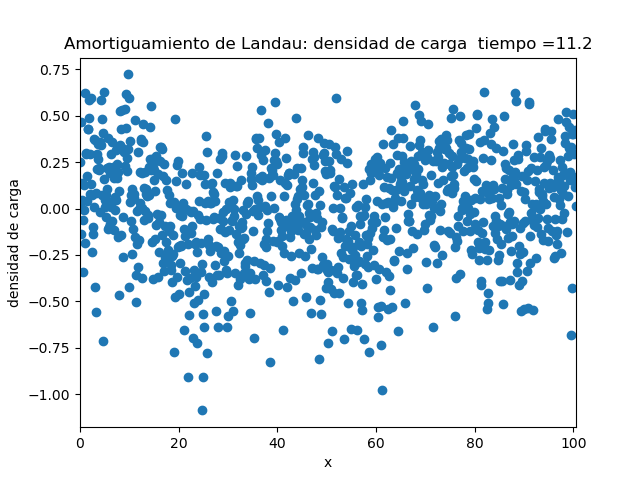 Amortiguamiento de Landau: densidad de carga  tiempo =11.2
0.75
0.50
0.25
0.00
−0.25
−0.50
−0.75
−1.00
densidad de carga
0 20 40 60 80 100
x